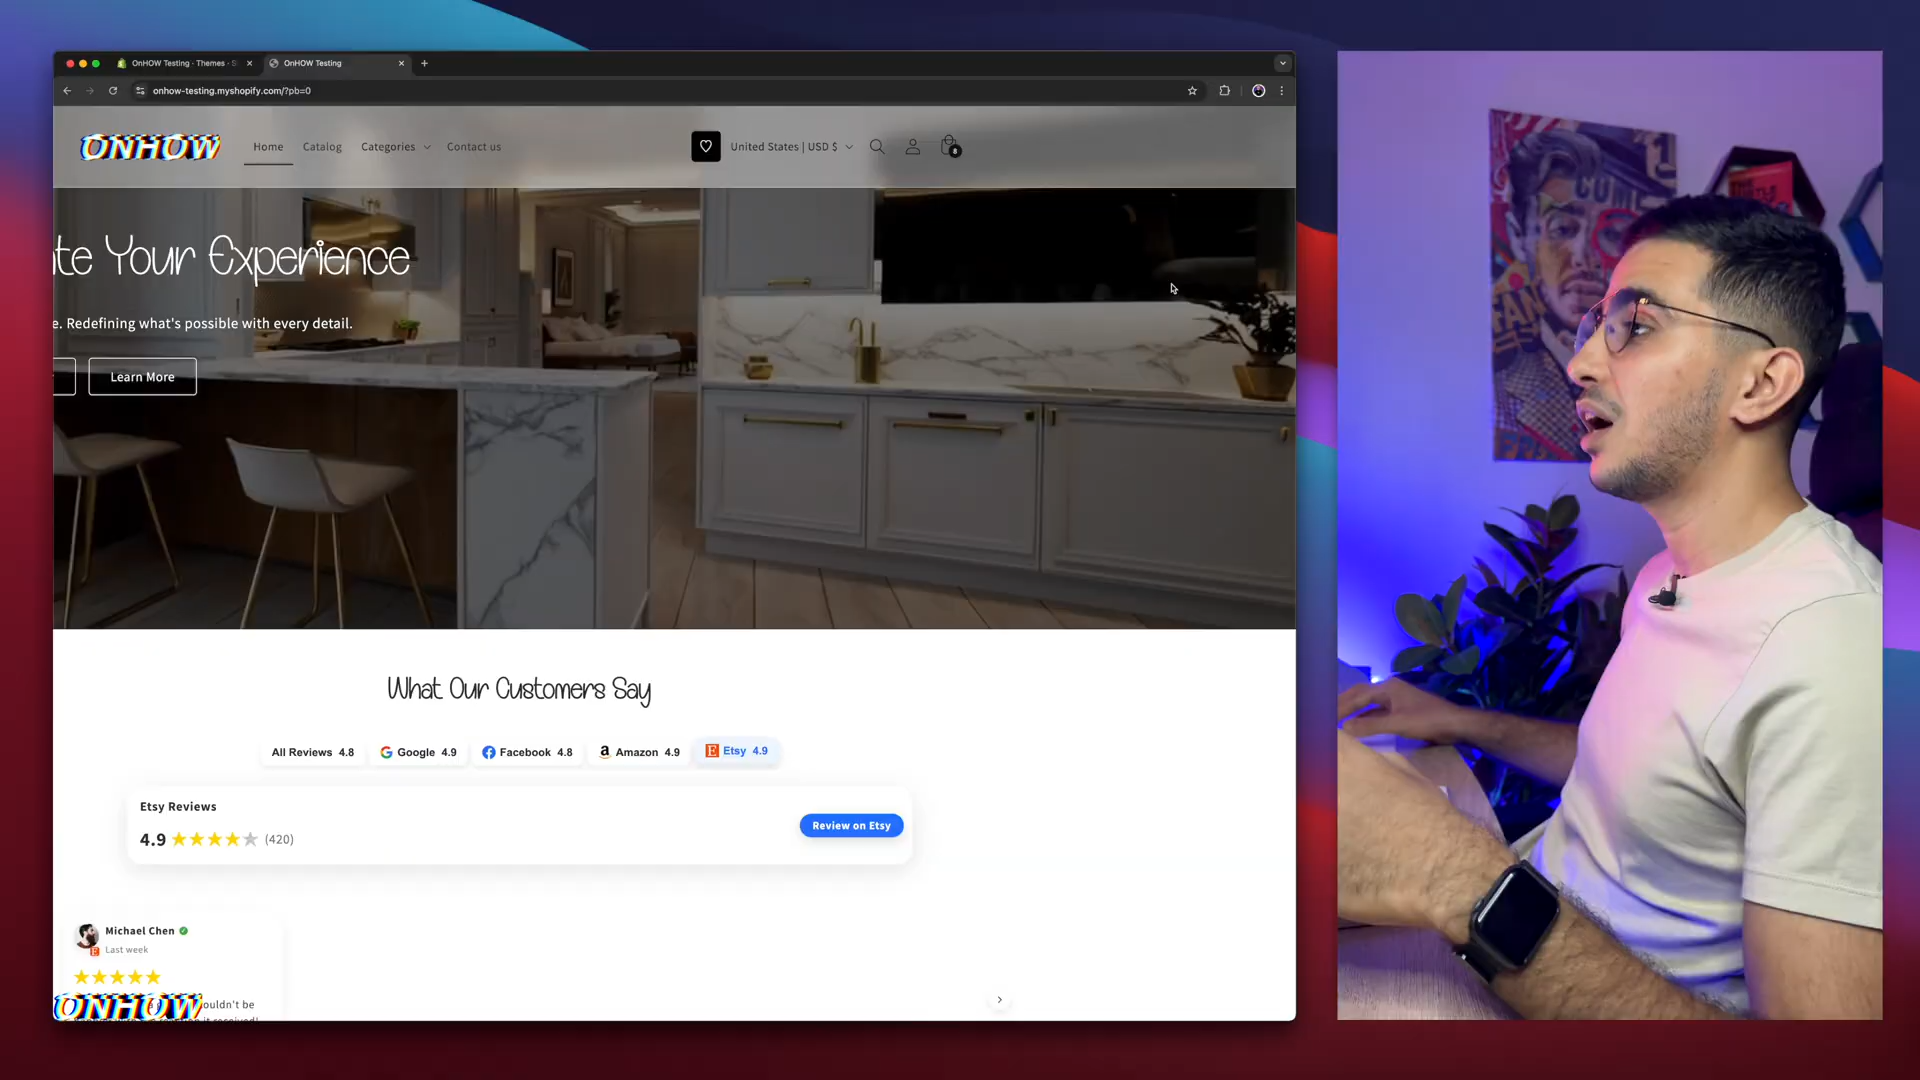 OnHOW Testing · Themes · S
OnHOW Testing
onhow-testing.myshopify.com/?pb=0
ONHOW
Home
Catalog
Categories
Contact us
United States | USD $
8
te Your Experience
e. Redefining what's possible with every detail.
Learn More
What Our Customers Say
All Reviews 4.8
Google 4.9
Facebook 4.8
Amazon 4.9
Etsy 4.9
Etsy Reviews
4.9
(420)
Review on Etsy
Michael Chen
Last week
ouldn't be
ONHOW